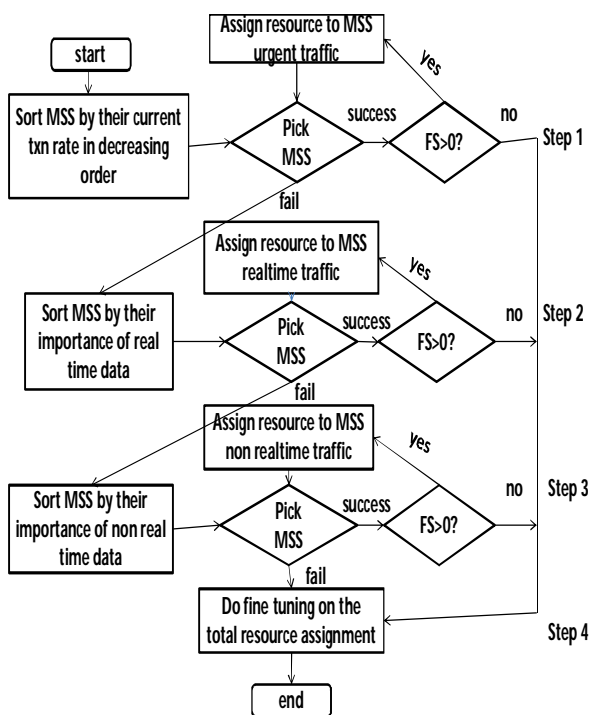 start
Assign resource to MSS
urgent traffic
yes
Sort MSS by their current
txn rate in decreasing
order
Pick
MSS
success
FS>0?
no
Step 1
fail
Assign resource to MSS
realtime traffic
yes
Sort MSS by their
importance of real
time data
Pick
MSS
success
FS>0?
no
Step 2
fail
Assign resource to MSS
non realtime traffic
yes
Sort MSS by their
importance of non real
time data
Pick
MSS
success
FS>0?
no
Step 3
fail
Do fine tuning on the
total resource assignment
Step 4
end